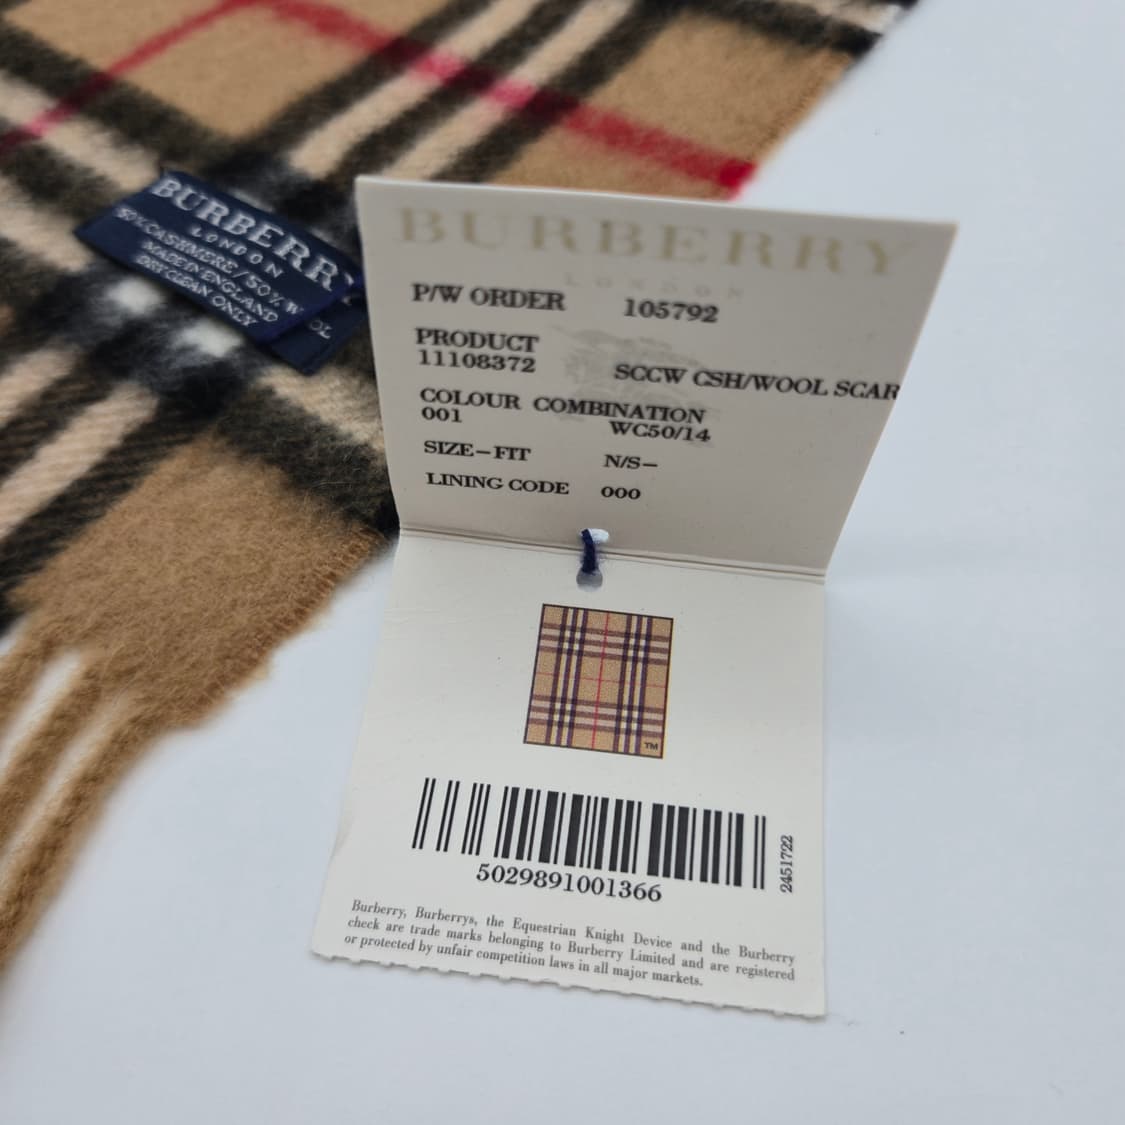 BURBERRY
LONDON
50% CASHMERE/50% WOOL
MADE IN ENGLAND
DRY CLEAN ONLY
BURBERRY
LONDON
P/W ORDER 105792
PRODUCT
11108372 SCCW CSH/WOOL SCAR
COLOUR COMBINATION
001 WC50/14
SIZE-FIT N/S-
LINING CODE 000
TM
5029891001366
2451722
Burberry, Burberrys, the Equestrian Knight Device and the Burberry
check are trade marks belonging to Burberry Limited and are registered
or protected by unfair competition laws in all major markets.